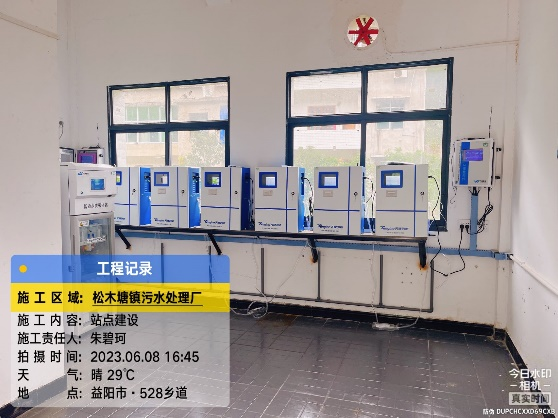 工程记录
施工区域: 松木塘镇污水处理厂
施工内容: 站点建设
施工责任人: 朱碧珂
拍摄时间: 2023.06.08 16:45
天气: 晴 29℃
地点: 益阳市·528乡道
今日水印
相机
真实时间
防伪 DUPCHCXXD69CXB